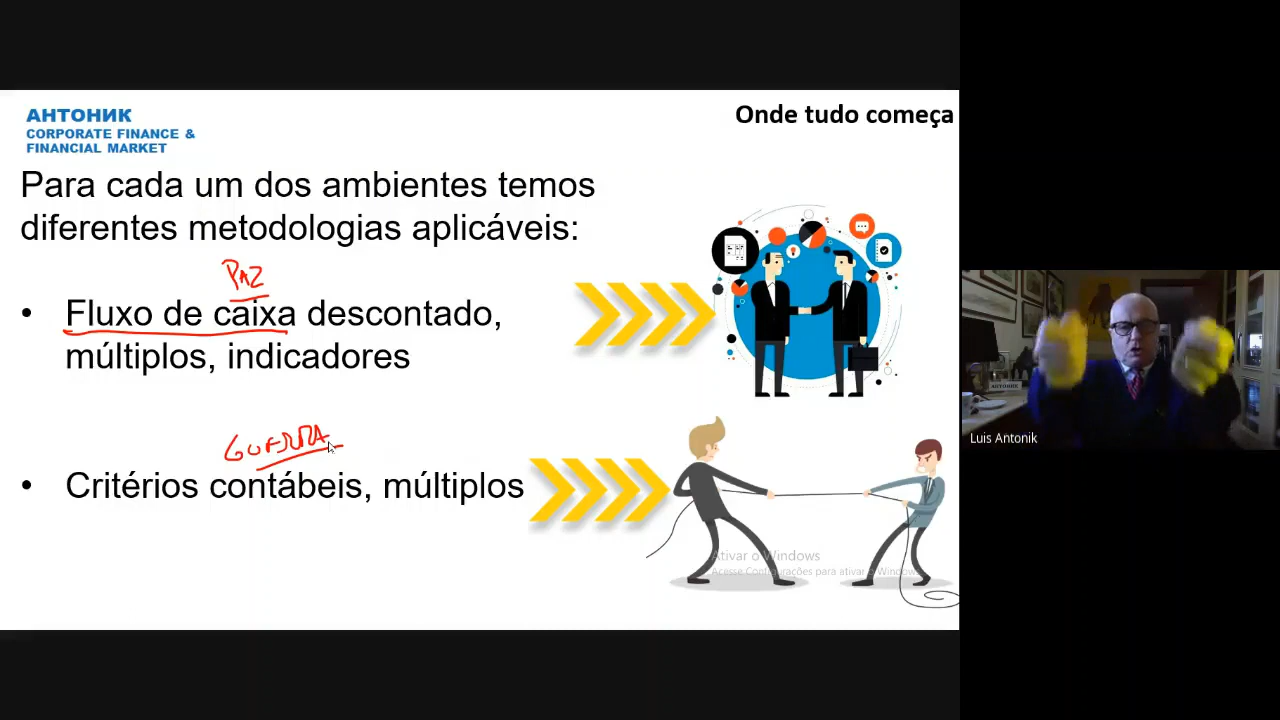 АНТОНИК
CORPORATE FINANCE &
FINANCIAL MARKET
Onde tudo começa
Para cada um dos ambientes temos
diferentes metodologias aplicáveis:
PAZ
• Fluxo de caixa descontado,
múltiplos, indicadores
GUERRA
• Critérios contábeis, múltiplos
Ativar o Windows
Acesse Configurações para ativar o Windows.
АНТОНИК
Luis Antonik